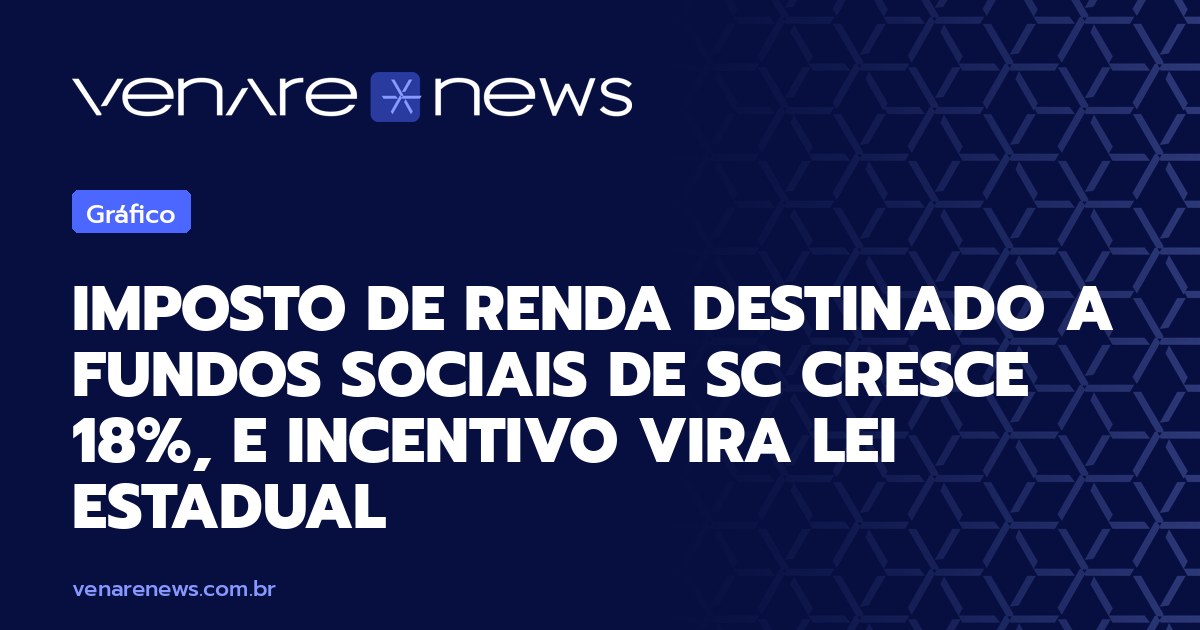 venare news
Gráfico
IMPOSTO DE RENDA DESTINADO A
FUNDOS SOCIAIS DE SC CRESCE
18%, E INCENTIVO VIRA LEI
ESTADUAL
venarenews.com.br